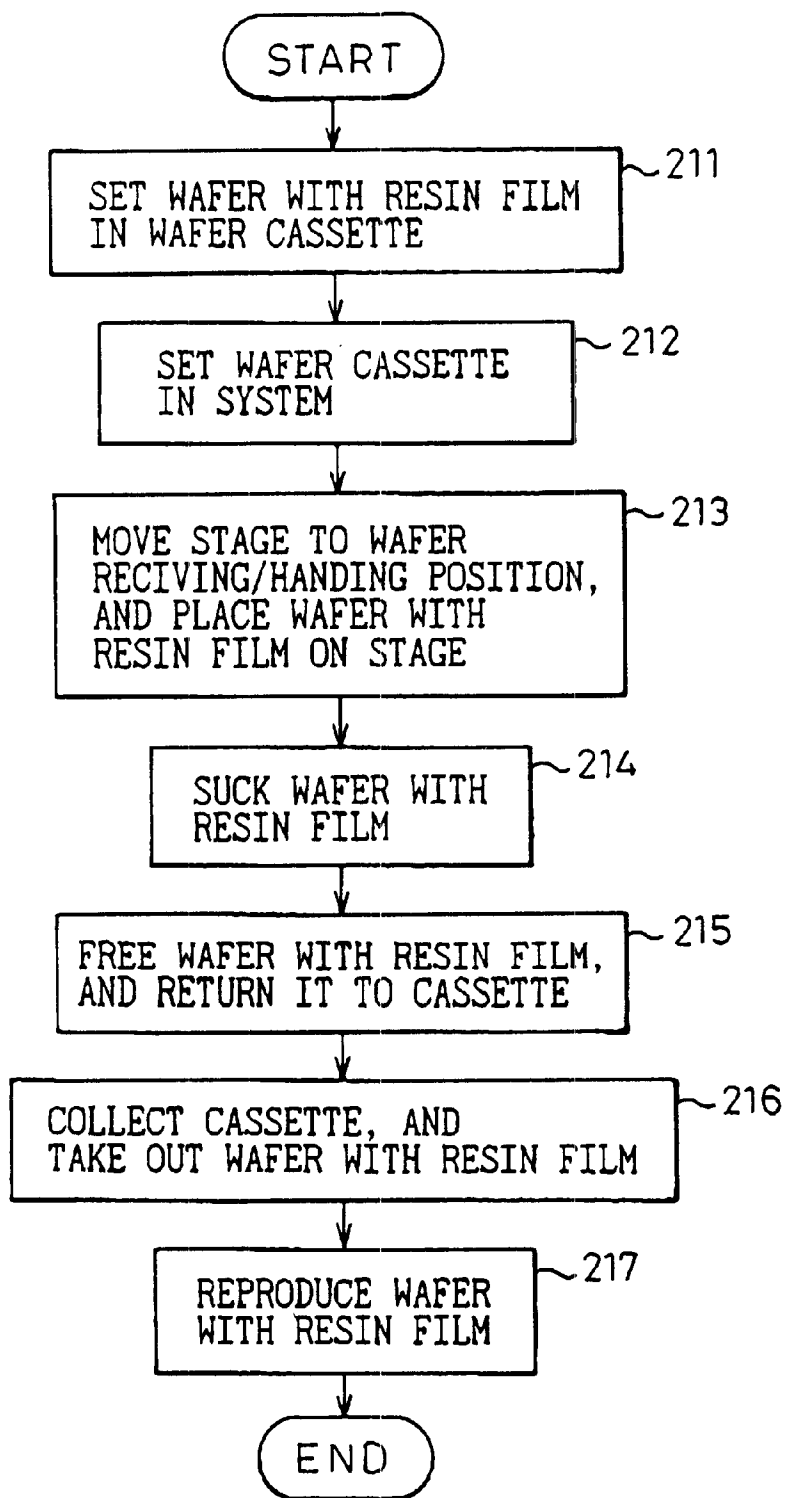 START
211
SET WAFER WITH RESIN FILM
IN WAFER CASSETTE
212
SET WAFER CASSETTE
IN SYSTEM
213
MOVE STAGE TO WAFER
RECIVING/HANDING POSITION,
AND PLACE WAFER WITH
RESIN FILM ON STAGE
214
SUCK WAFER WITH
RESIN FILM
215
FREE WAFER WITH RESIN FILM,
AND RETURN IT TO CASSETTE
216
COLLECT CASSETTE, AND
TAKE OUT WAFER WITH RESIN FILM
217
REPRODUCE WAFER
WITH RESIN FILM
END